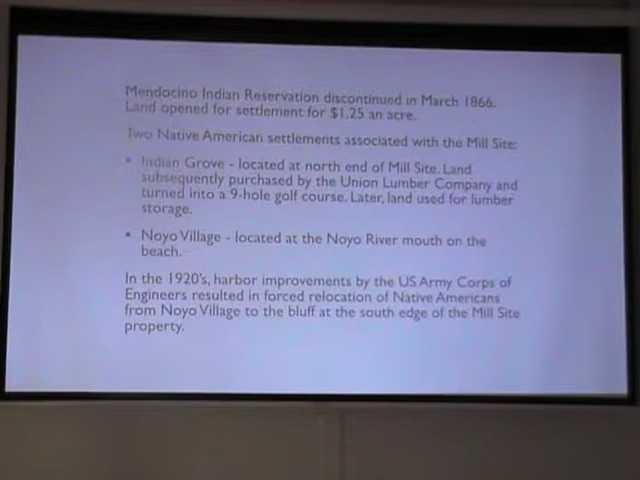 Mendocino Indian Reservation discontinued in March 1866.
Land opened for settlement for $1.25 an acre.
Two Native American settlements associated with the Mill Site:
• Indian Grove - located at north end of Mill Site. Land
subsequently purchased by the Union Lumber Company and
turned into a 9-hole golf course. Later, land used for lumber
storage.
• Noyo Village - located at the Noyo River mouth on the
beach.
In the 1920's, harbor improvements by the US Army Corps of
Engineers resulted in forced relocation of Native Americans
from Noyo Village to the bluff at the south edge of the Mill Site
property.